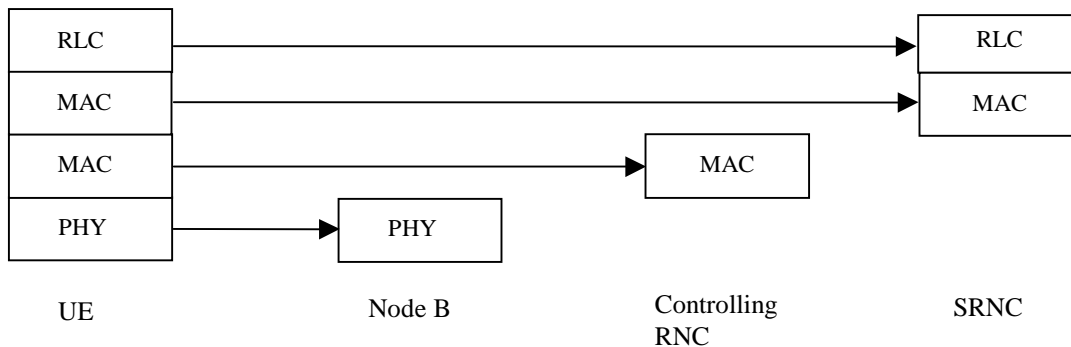 RLC
RLC
MAC
MAC
MAC
MAC
PHY
PHY
UE
Node B
Controlling
RNC
SRNC